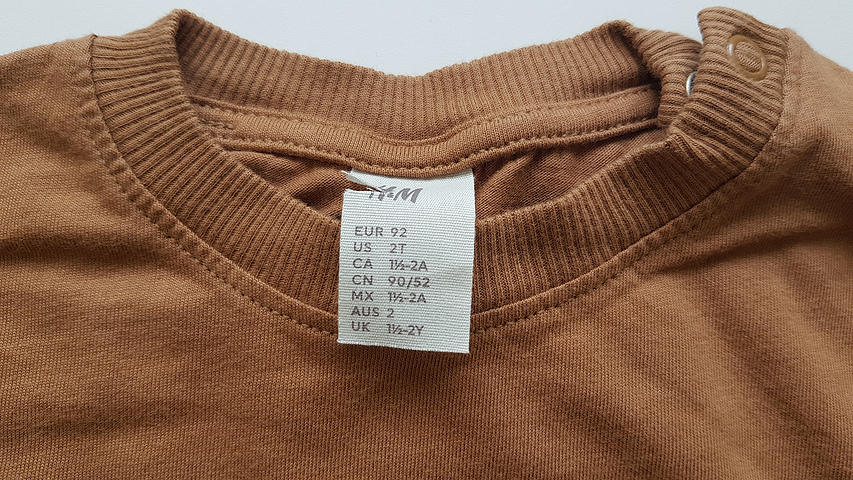 H&M
EUR 92
US 2T
CA 1½-2A
CN 90/52
MX 1½-2A
AUS 2
UK 1½-2Y